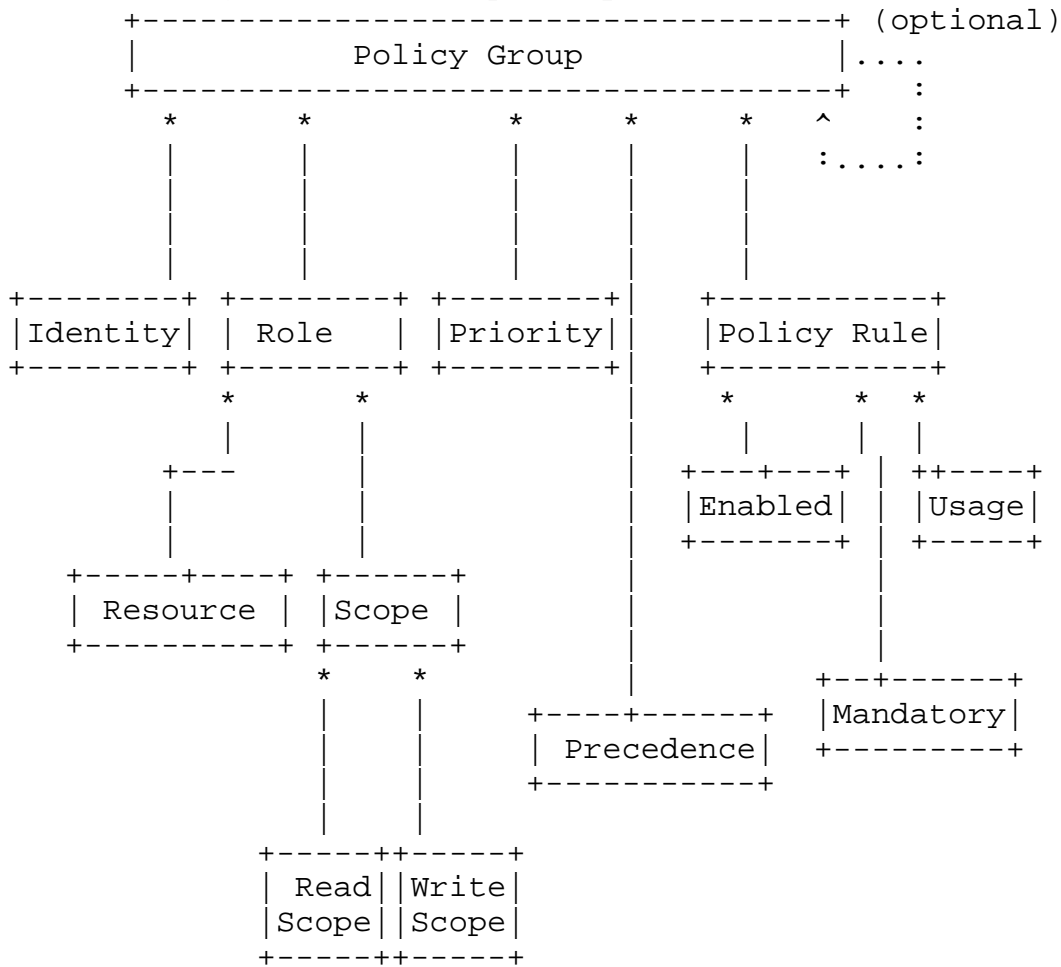 (optional)
Policy Group
Identity Role Priority Policy Rule
Enabled Usage
Resource Scope
Mandatory
Precedence
Read Write
Scope Scope